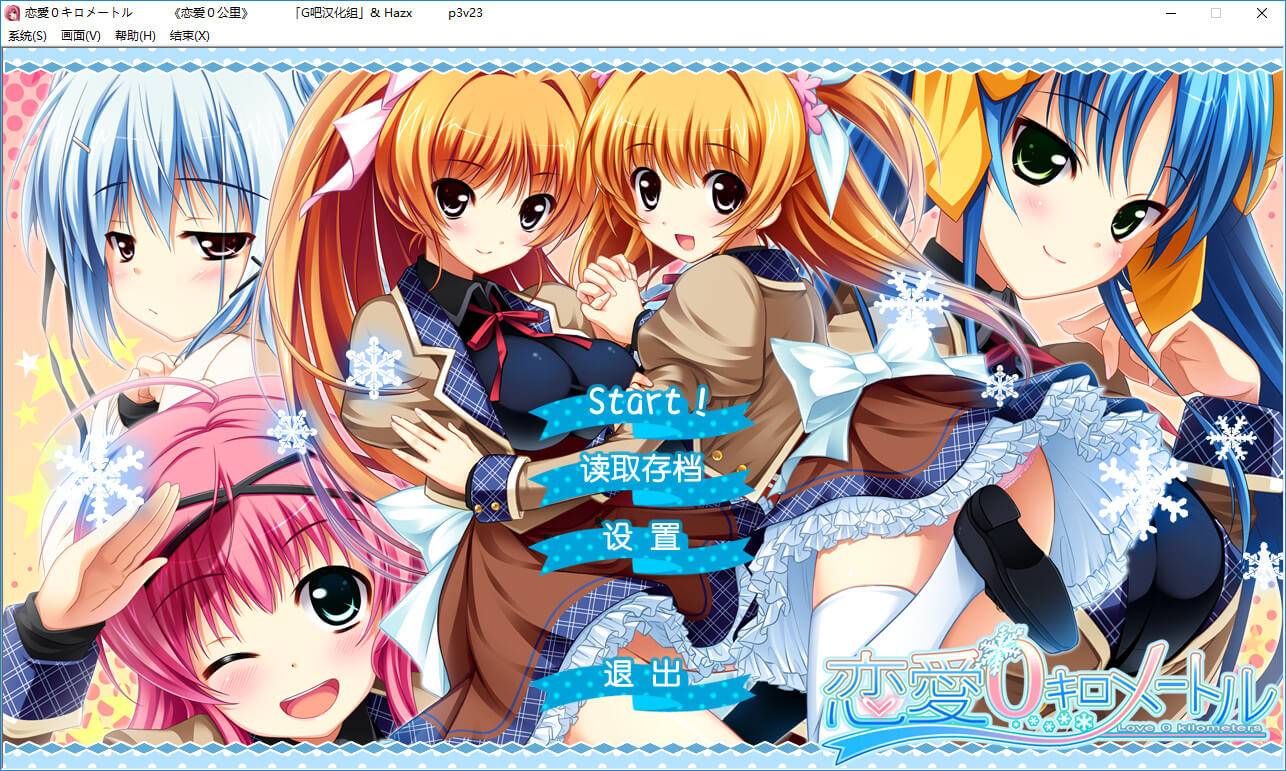 恋愛０キロメートル 《恋爱０公里》 「G吧汉化组」& Hazx p3v23
系统(S) 画面(V) 帮助(H) 结束(X)
Start！
读取存档
设 置
退 出
恋愛0キロメートル
Love 0 kilometers